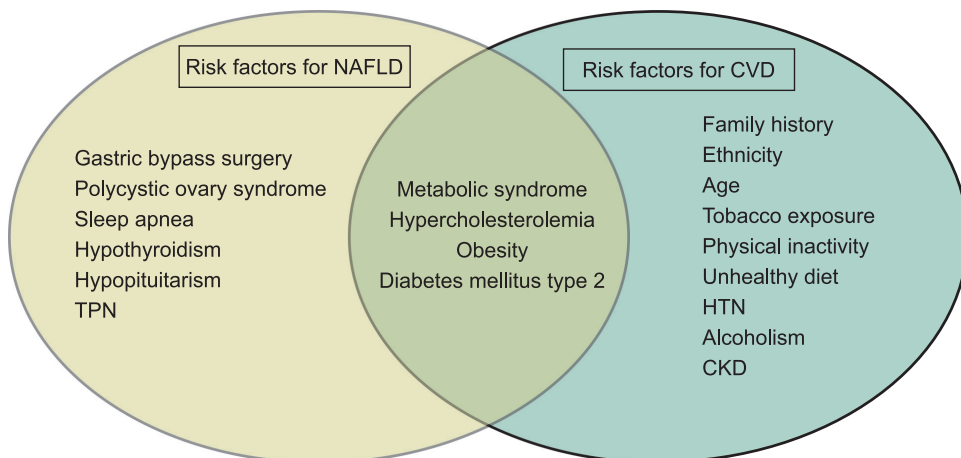 Risk factors for NAFLD
Gastric bypass surgery
Polycystic ovary syndrome
Sleep apnea
Hypothyroidism
Hypopituitarism
TPN
Metabolic syndrome
Hypercholesterolemia
Obesity
Diabetes mellitus type 2
Risk factors for CVD
Family history
Ethnicity
Age
Tobacco exposure
Physical inactivity
Unhealthy diet
HTN
Alcoholism
CKD